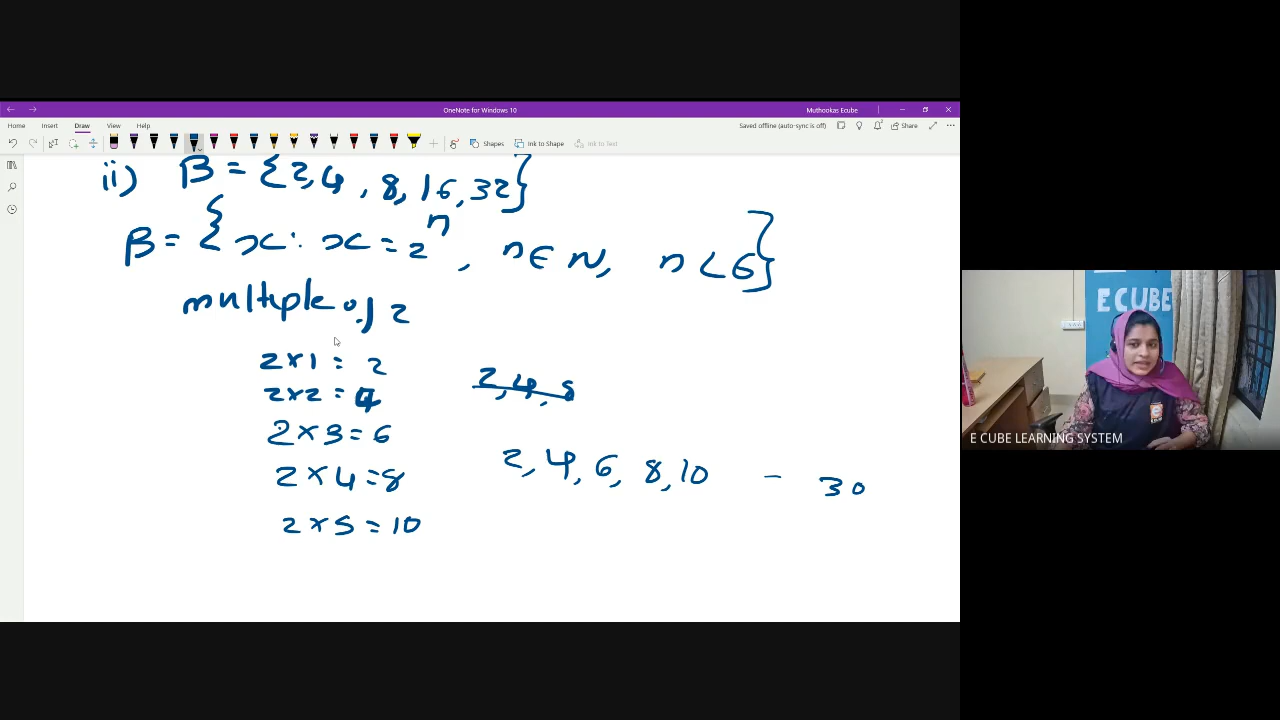 OneNote for Windows 10
Muthookas Ecube
Home Insert Draw View Help
Saved offline (auto-sync is off)
Share
Shapes Ink to Shape Ink to Text
ii) B = {2,4,8,16,32}
B = {x : x = 2ⁿ, n ∈ N, n < 6}
multiple of 2
2 × 1 = 2
2 × 2 = 4
2,4,8
2 × 3 = 6
2, 4, 6, 8, 10 - 30
2 × 4 = 8
2 × 5 = 10
E CUBE
E CUBE LEARNING SYSTEM